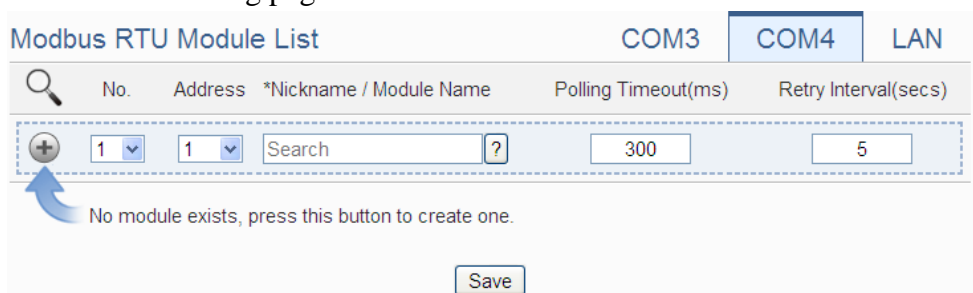 Modbus RTU Module List COM3 COM4 LAN
No. Address *Nickname / Module Name Polling Timeout(ms) Retry Interval(secs)
1 1 Search ? 300 5
No module exists, press this button to create one.
Save